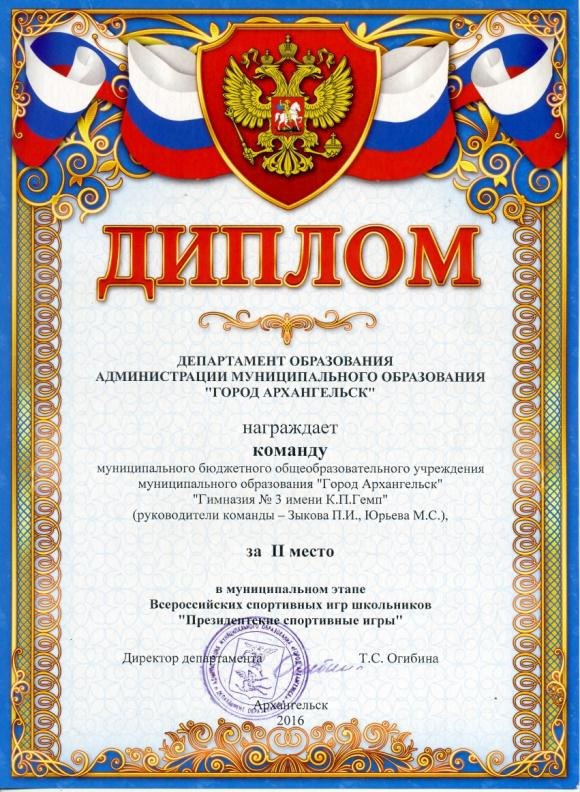 ДИПЛОМ
ДЕПАРТАМЕНТ ОБРАЗОВАНИЯ
АДМИНИСТРАЦИИ МУНИЦИПАЛЬНОГО ОБРАЗОВАНИЯ
"ГОРОД АРХАНГЕЛЬСК"
награждает
команду
муниципального бюджетного общеобразовательного учреждения
муниципального образования "Город Архангельск"
"Гимназия № 3 имени К.П.Гемп"
(руководители команды – Зыкова П.И., Юрьева М.С.),
за II место
в муниципальном этапе
Всероссийских спортивных игр школьников
"Президентские спортивные игры"
Директор департамента Т.С. Огибина
Архангельск
2016